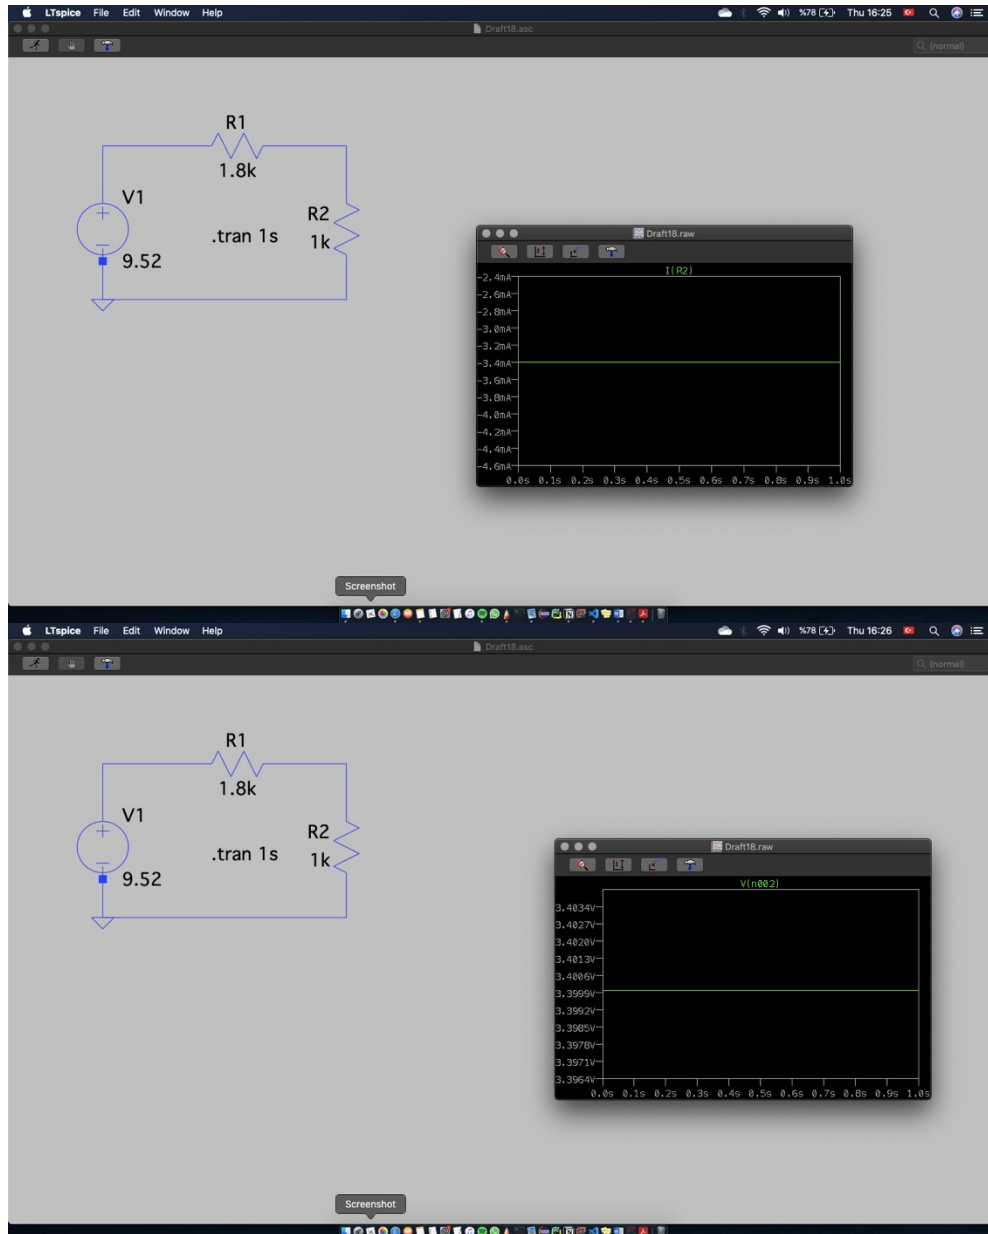 LTspice File Edit Window Help %78 Thu 16:25
Draft18.asc
(normal)
R1
1.8k
V1
R2
.tran 1s 1k
9.52
Draft18.raw
I(R2)
-2.4mA
-2.6mA
-2.8mA
-3.0mA
-3.2mA
-3.4mA
-3.6mA
-3.8mA
-4.0mA
-4.2mA
-4.4mA
-4.6mA
0.0s 0.1s 0.2s 0.3s 0.4s 0.5s 0.6s 0.7s 0.8s 0.9s 1.0s
Screenshot
LTspice File Edit Window Help %78 Thu 16:26
Draft18.asc
(normal)
R1
1.8k
V1
R2
.tran 1s 1k
9.52
Draft18.raw
V(n002)
3.4034V
3.4027V
3.4020V
3.4013V
3.4006V
3.3999V
3.3992V
3.3985V
3.3978V
3.3971V
3.3964V
0.0s 0.1s 0.2s 0.3s 0.4s 0.5s 0.6s 0.7s 0.8s 0.9s 1.0s
Screenshot